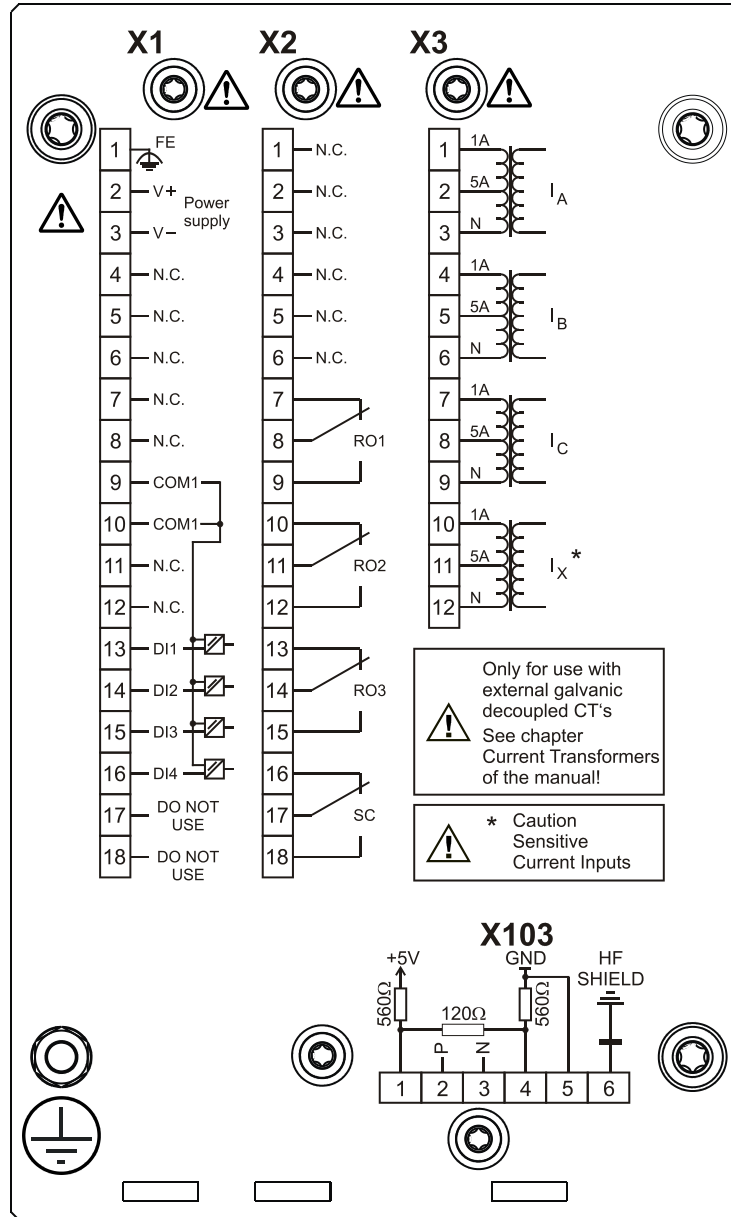 X1 X2 X3
1 FE
2 V+ Power
supply
3 V−
4 N.C.
5 N.C.
6 N.C.
7 N.C.
8 N.C.
9 COM1
10 COM1
11 N.C.
12 N.C.
13 DI1
14 DI2
15 DI3
16 DI4
17 DO NOT
USE
18 DO NOT
USE
1 N.C.
2 N.C.
3 N.C.
4 N.C.
5 N.C.
6 N.C.
7
8 RO1
9
10
11 RO2
12
13
14 RO3
15
16
17 SC
18
1 1A
2 5A IA
3 N
4 1A
5 5A IB
6 N
7 1A
8 5A IC
9 N
10 1A
11 5A IX*
12 N
Only for use with
external galvanic
decoupled CT's
See chapter
Current Transformers
of the manual!
* Caution
Sensitive
Current Inputs
X103
+5V GND HF
SHIELD
560Ω 120Ω 560Ω
P N
1 2 3 4 5 6